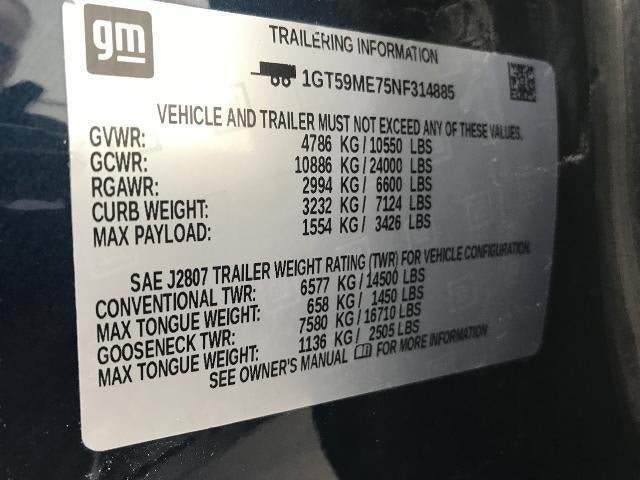 gm
TRAILERING INFORMATION
1GT59ME75NF314885
VEHICLE AND TRAILER MUST NOT EXCEED ANY OF THESE VALUES.
GVWR: 4786 KG/10550 LBS
GCWR: 10886 KG/24000 LBS
RGAWR: 2994 KG/ 6600 LBS
CURB WEIGHT: 3232 KG/ 7124 LBS
MAX PAYLOAD: 1554 KG/ 3426 LBS
SAE J2807 TRAILER WEIGHT RATING (TWR) FOR VEHICLE CONFIGURATION.
CONVENTIONAL TWR: 6577 KG/14500 LBS
MAX TONGUE WEIGHT: 658 KG/ 1450 LBS
GOOSENECK TWR: 7580 KG/16710 LBS
MAX TONGUE WEIGHT: 1136 KG/ 2505 LBS
SEE OWNER'S MANUAL FOR MORE INFORMATION